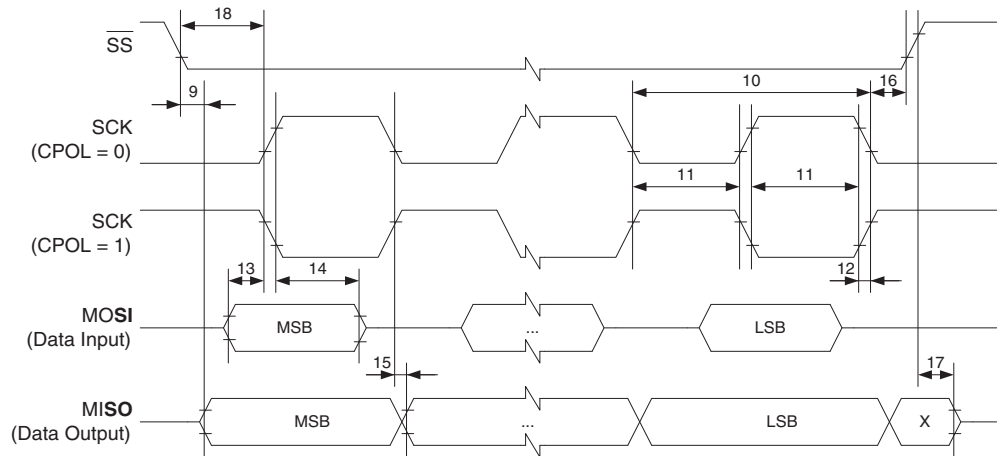 18
SS
10
16
9
SCK
(CPOL = 0)
11
11
SCK
(CPOL = 1)
13
14
12
MOSI
(Data Input)
MSB
...
LSB
15
17
MISO
(Data Output)
MSB
...
LSB
X